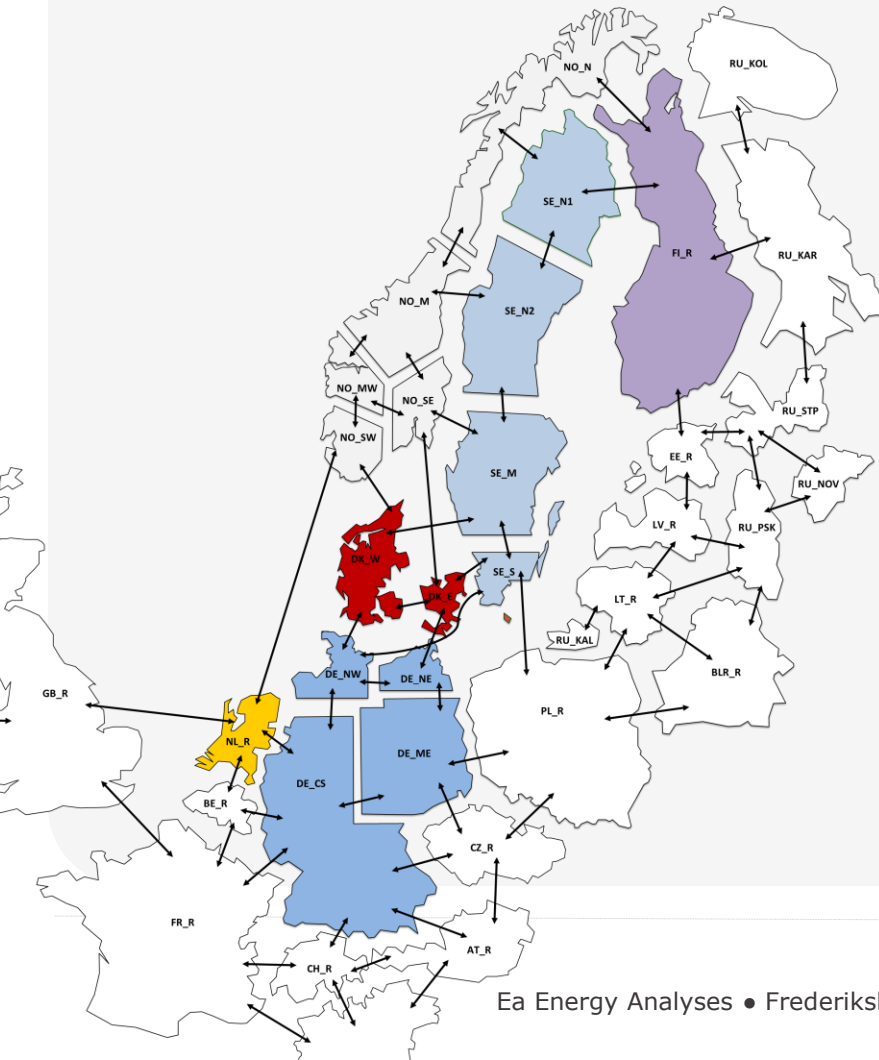 NO_N
RU_KOL
SE_N1
FI_R
RU_KAR
NO_M
SE_N2
NO_MW
NO_SE
RU_STP
NO_SW
EE_R
SE_M
RU_NOV
LV_R
RU_PSK
DK_W
SE_S
DK_E
LT_R
RU_KAL
BLR_R
DE_NW
DE_NE
GB_R
PL_R
NL_R
DE_ME
DE_CS
BE_R
CZ_R
FR_R
AT_R
CH_R
Ea Energy Analyses ● Frederiksl